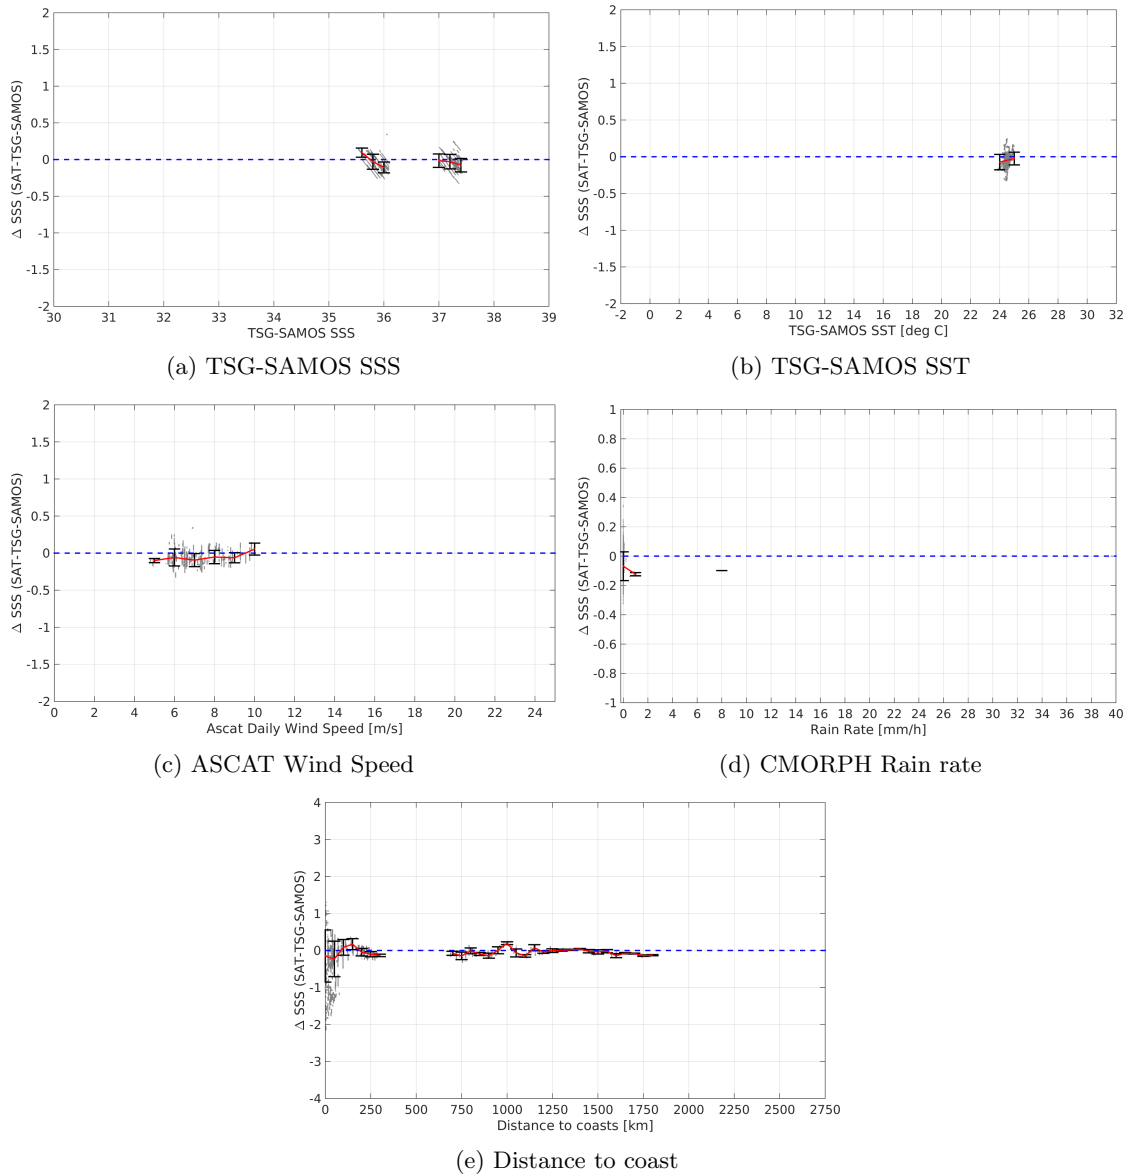 2
1.5
1
0.5
0
-0.5
-1
-1.5
-2
Δ SSS (SAT-TSG-SAMOS)
30 31 32 33 34 35 36 37 38 39
TSG-SAMOS SSS
(a) TSG-SAMOS SSS
2
1.5
1
0.5
0
-0.5
-1
-1.5
-2
Δ SSS (SAT-TSG-SAMOS)
-2 0 2 4 6 8 10 12 14 16 18 20 22 24 26 28 30 32
TSG-SAMOS SST [deg C]
(b) TSG-SAMOS SST
2
1.5
1
0.5
0
-0.5
-1
-1.5
-2
Δ SSS (SAT-TSG-SAMOS)
0 2 4 6 8 10 12 14 16 18 20 22 24
Ascat Daily Wind Speed [m/s]
(c) ASCAT Wind Speed
1
0.8
0.6
0.4
0.2
0
-0.2
-0.4
-0.6
-0.8
-1
Δ SSS (SAT-TSG-SAMOS)
0 2 4 6 8 10 12 14 16 18 20 22 24 26 28 30 32 34 36 38 40
Rain Rate [mm/h]
(d) CMORPH Rain rate
4
3
2
1
0
-1
-2
-3
-4
Δ SSS (SAT-TSG-SAMOS)
0 250 500 750 1000 1250 1500 1750 2000 2250 2500 2750
Distance to coasts [km]
(e) Distance to coast